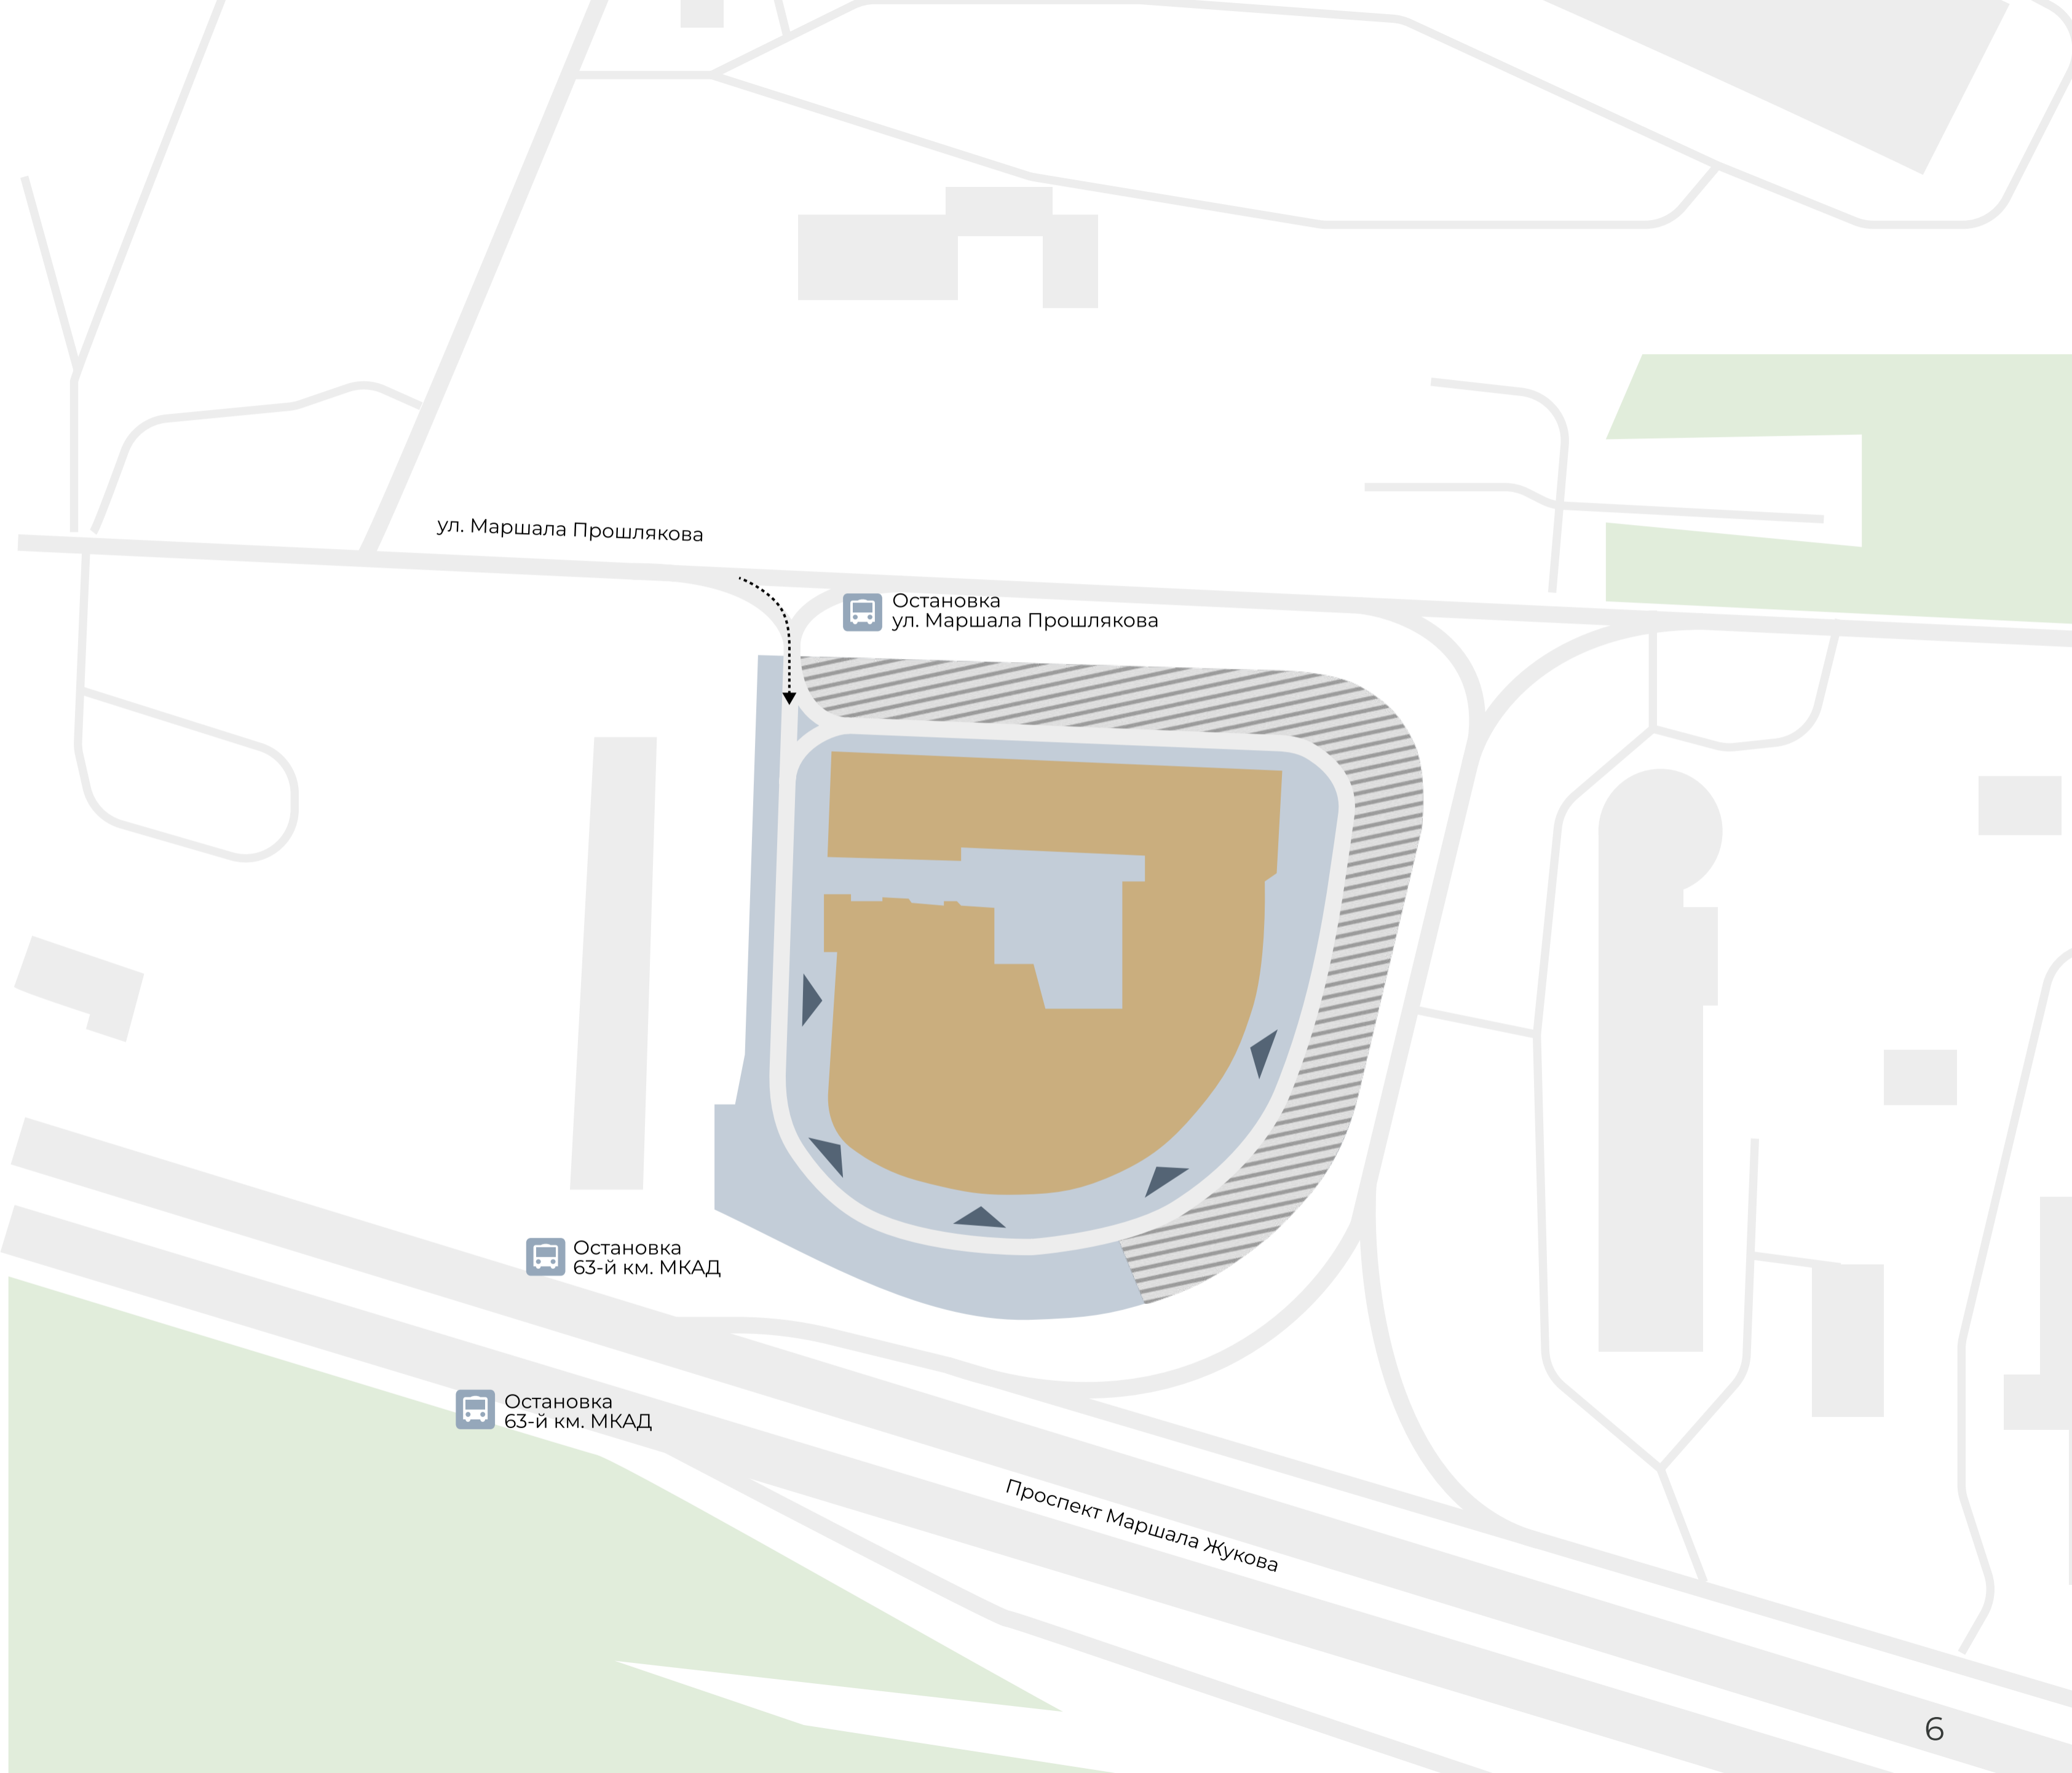 ул. Маршала Прошлякова
Остановка
ул. Маршала Прошлякова
Остановка
63-й км. МКАД
Остановка
63-й км. МКАД
Проспект Маршала Жукова
6